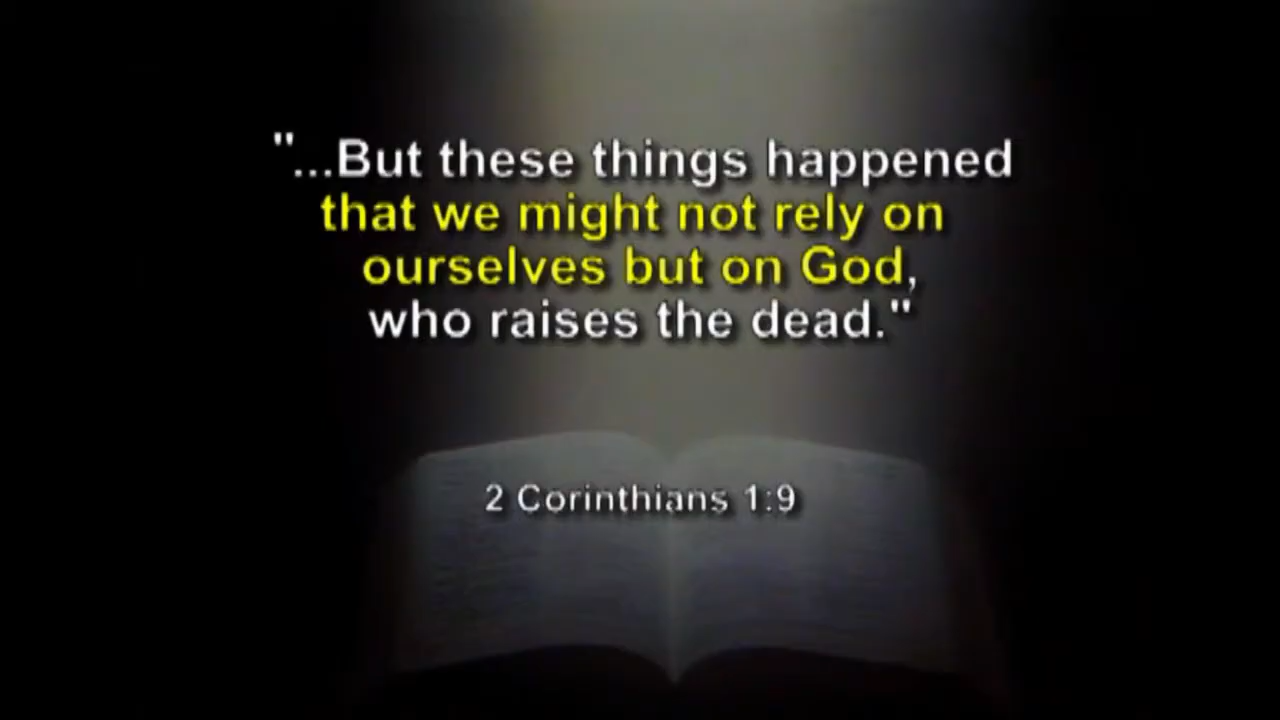 "...But these things happened
that we might not rely on
ourselves but on God,
who raises the dead."
2 Corinthians 1:9